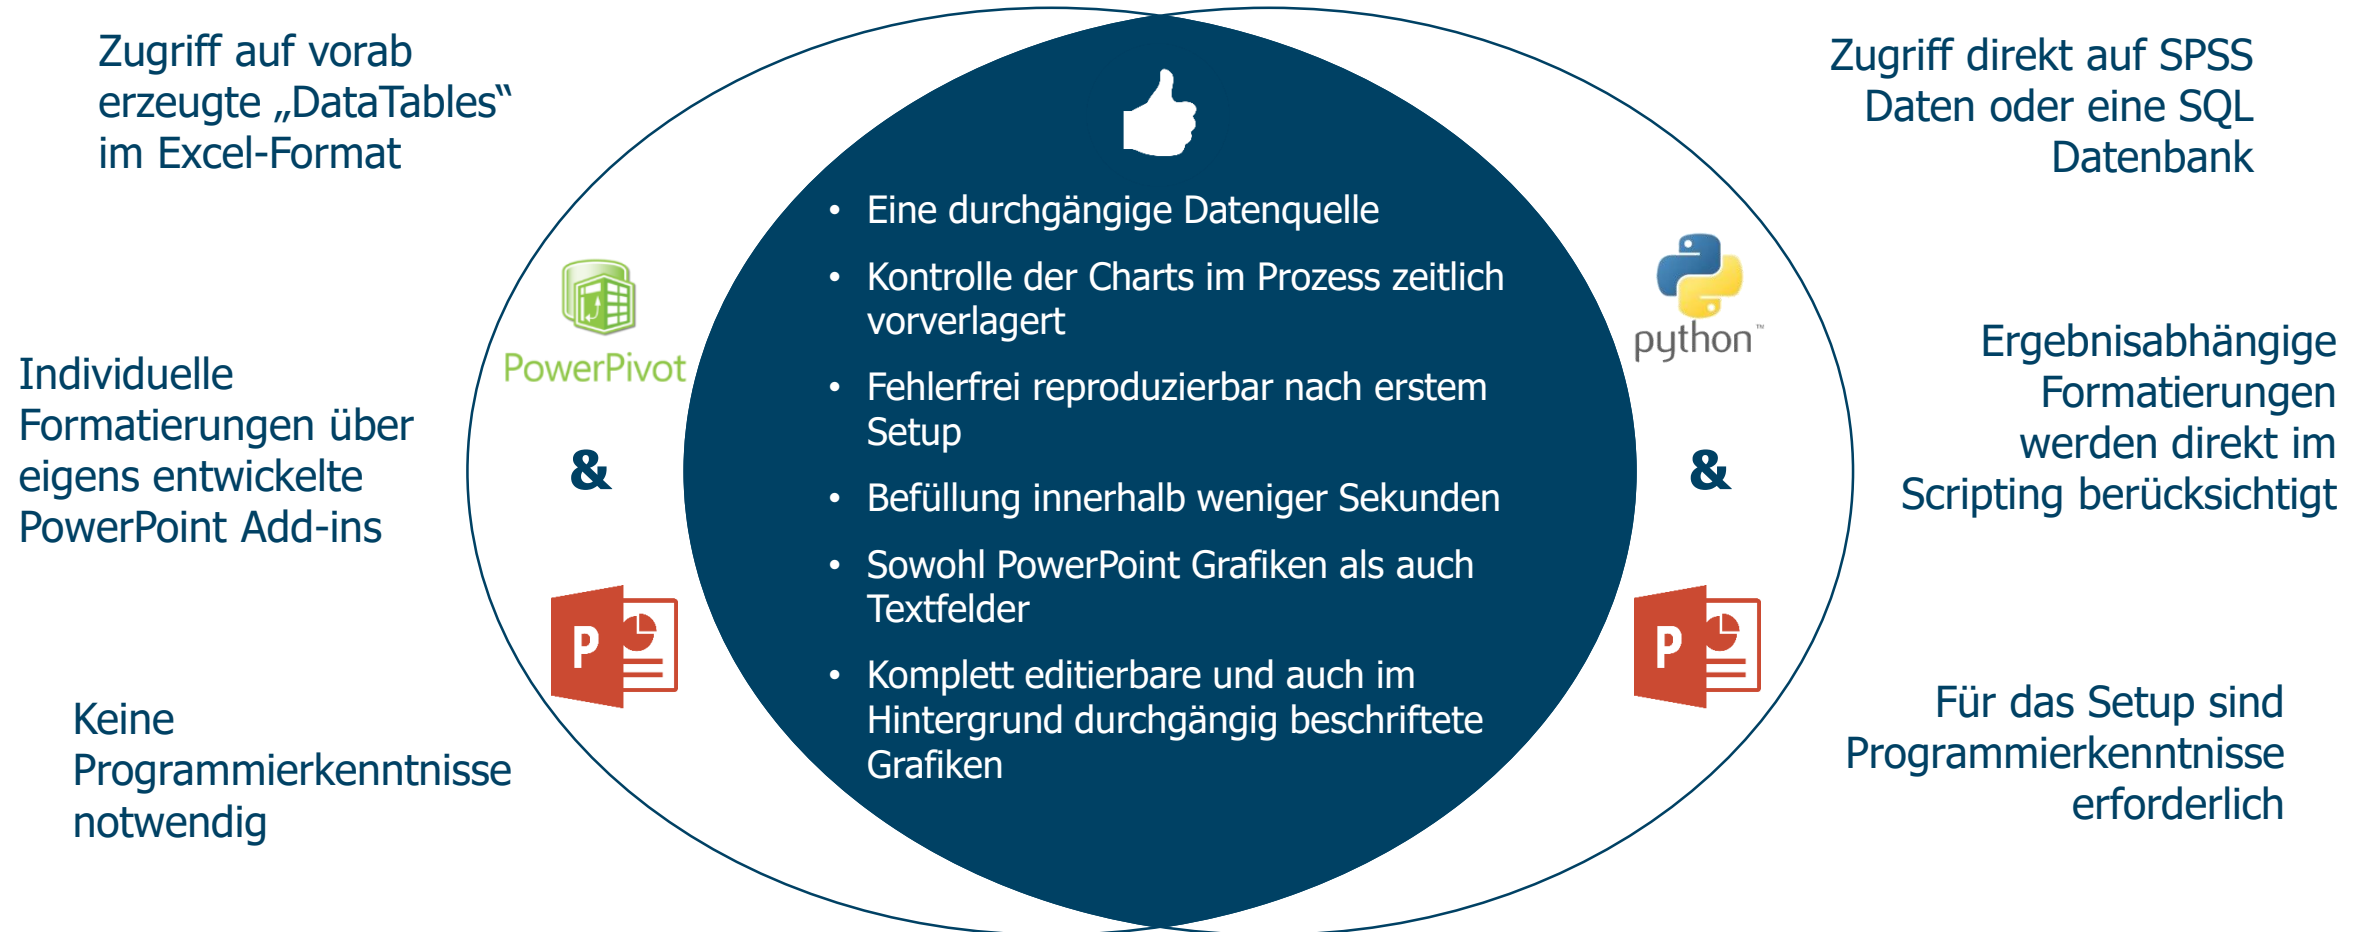 Zugriff auf vorab
erzeugte „DataTables“
im Excel-Format
Individuelle
Formatierungen über
eigens entwickelte
PowerPoint Add-ins
Keine
Programmierkenntnisse
notwendig
PowerPivot
&
P
• Eine durchgängige Datenquelle
• Kontrolle der Charts im Prozess zeitlich
vorverlagert
• Fehlerfrei reproduzierbar nach erstem
Setup
• Befüllung innerhalb weniger Sekunden
• Sowohl PowerPoint Grafiken als auch
Textfelder
• Komplett editierbare und auch im
Hintergrund durchgängig beschriftete
Grafiken
python™
&
P
Zugriff direkt auf SPSS
Daten oder eine SQL
Datenbank
Ergebnisabhängige
Formatierungen
werden direkt im
Scripting berücksichtigt
Für das Setup sind
Programmierkenntnisse
erforderlich